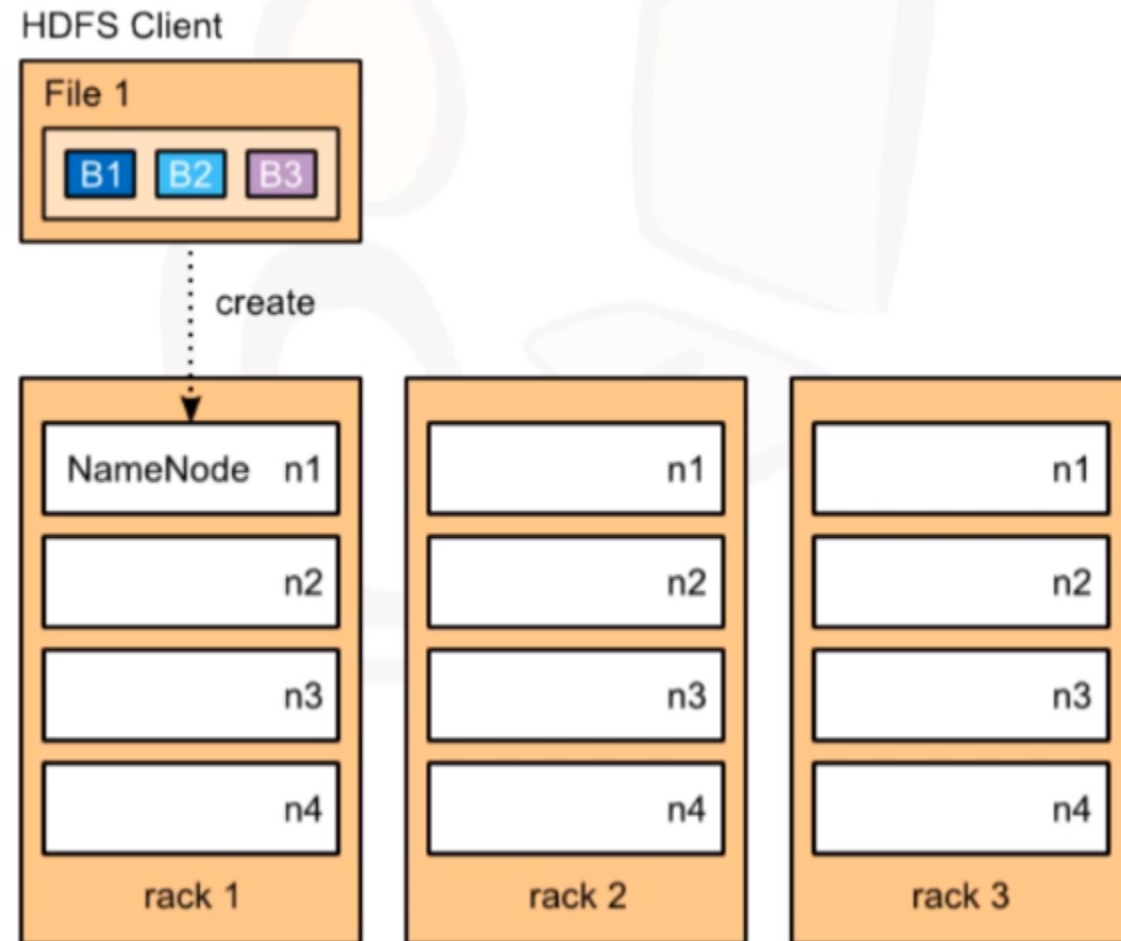 HDFS Client
File 1
B1 B2 B3
create
NameNode n1
n2
n3
n4
rack 1
n1
n2
n3
n4
rack 2
n1
n2
n3
n4
rack 3